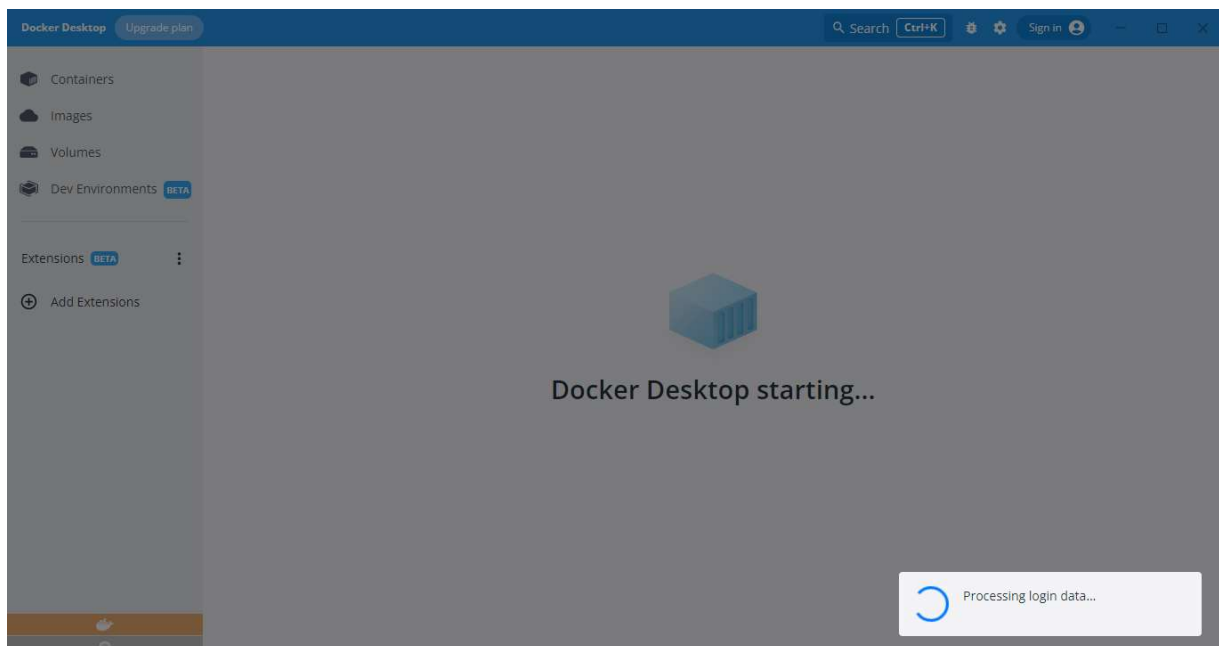 Docker Desktop Upgrade plan Search Ctrl+K Sign in
Containers
Images
Volumes
Dev Environments BETA
Extensions BETA
Add Extensions
Docker Desktop starting...
Processing login data...